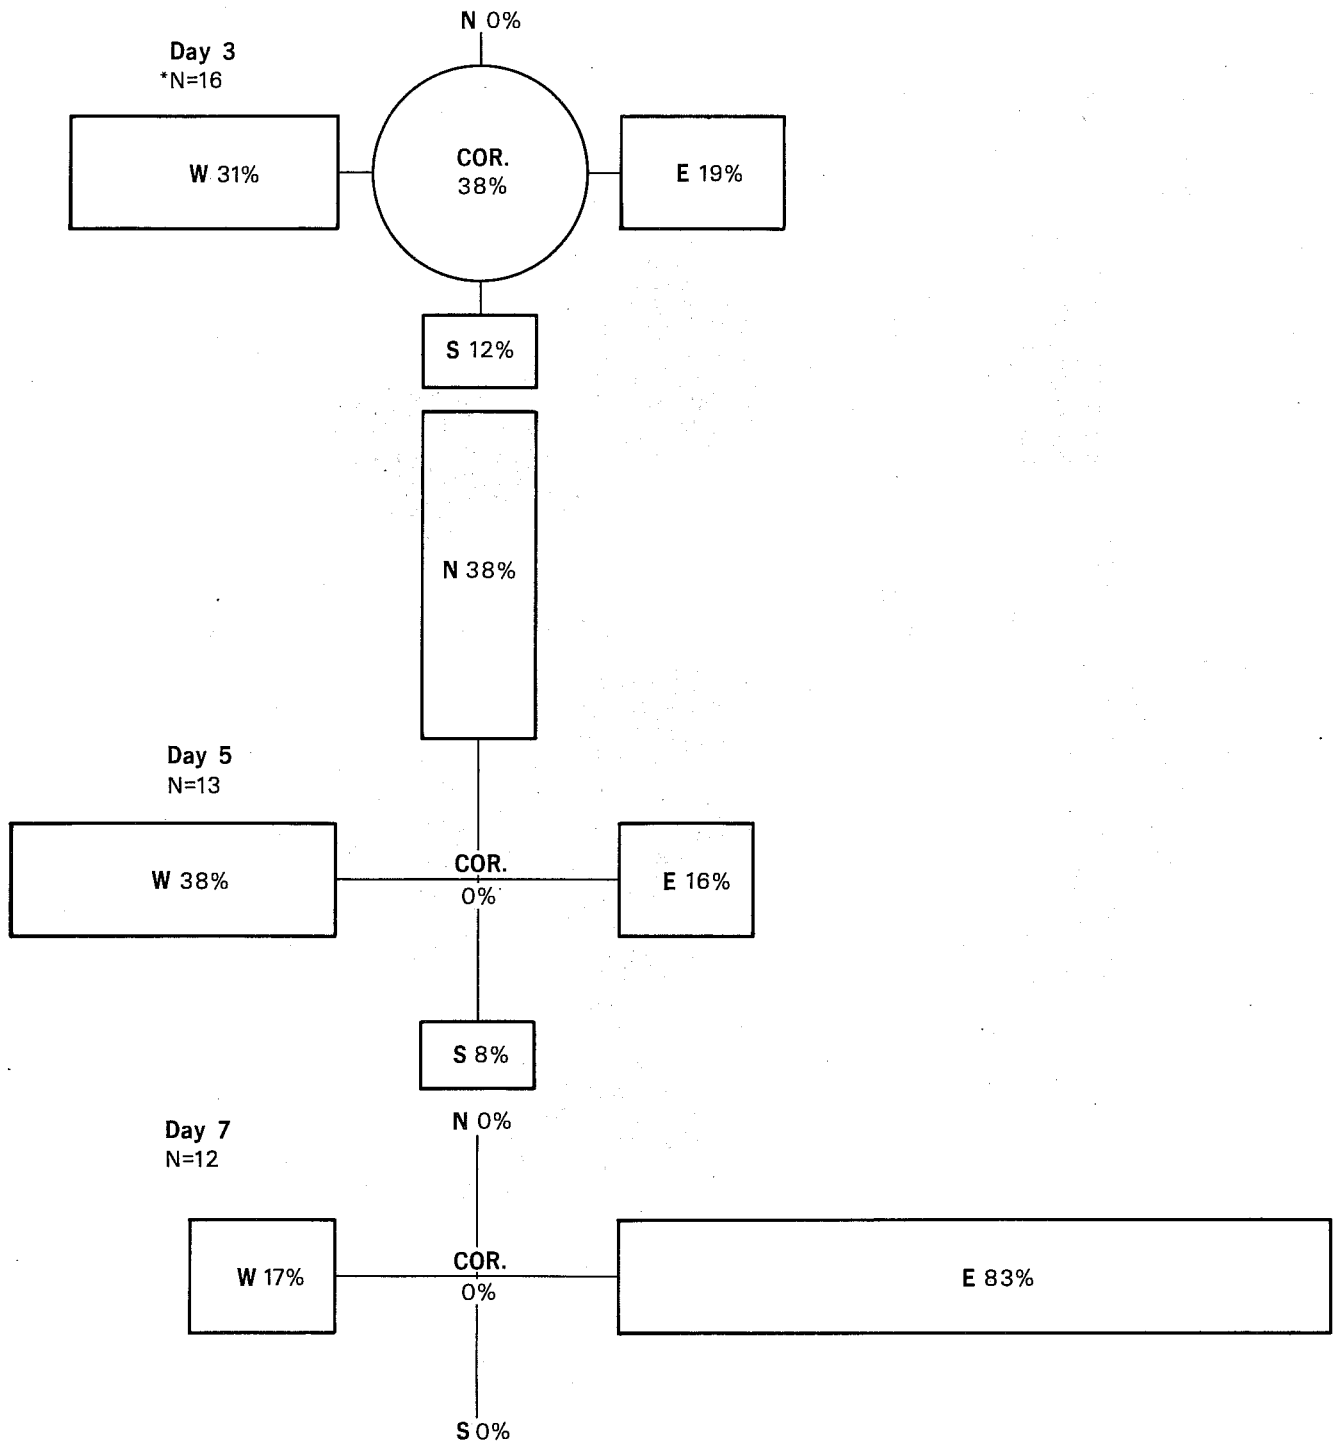 N 0%
Day 3
*N=16
W 31%
COR.
38%
E 19%
S 12%
N 38%
Day 5
N=13
W 38%
COR.
0%
E 16%
S 8%
N 0%
Day 7
N=12
W 17%
COR.
0%
E 83%
S 0%